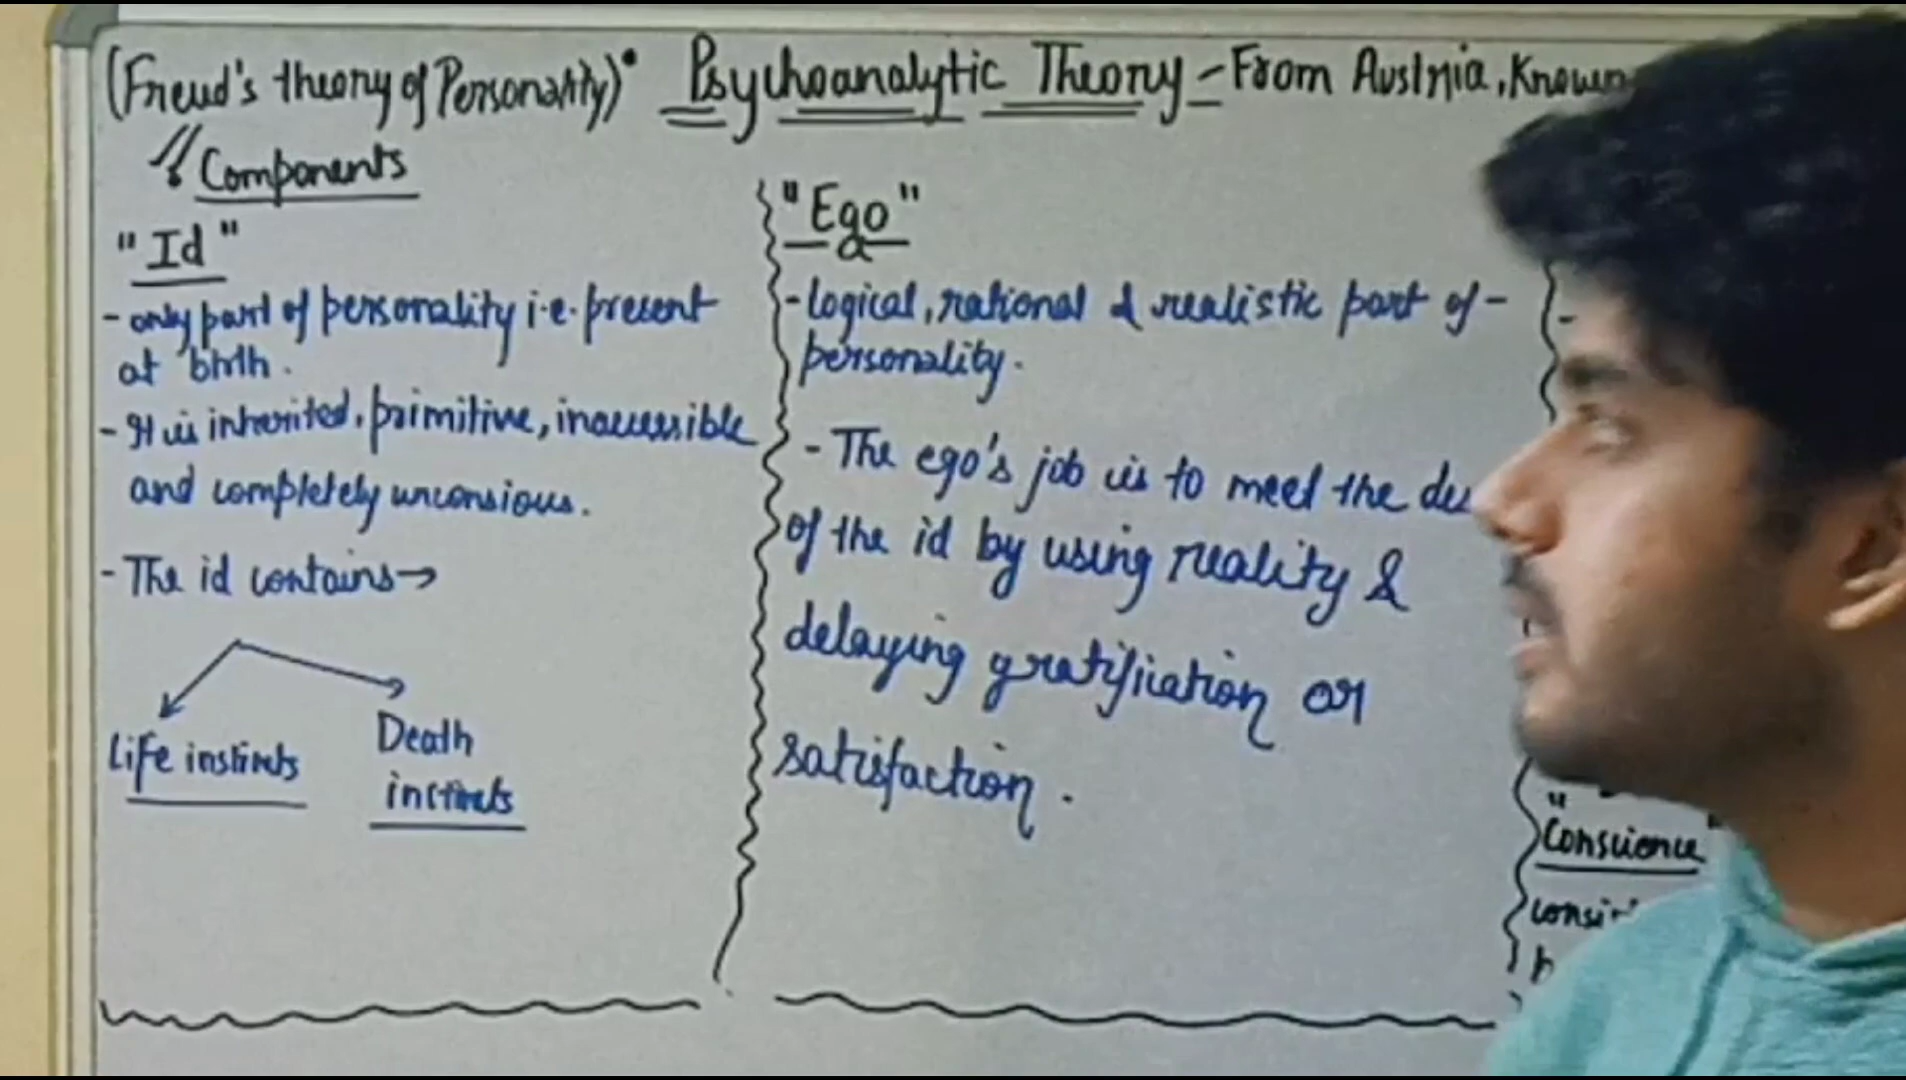 (Freud's theory of Personality)• Psychoanalytic Theory - From Austria, Known
Components
"Id"
- only part of personality i.e. present
at birth.
- It is inherited, primitive, inaccessible
and completely unconsious.
- The id contains→
Life instincts
Death
instincts
"Ego"
- logical, rational & realistic part of -
personality.
- The ego's job is to meet the
of the id by using reality &
delaying gratification or
satisfaction.
"
Conscience"